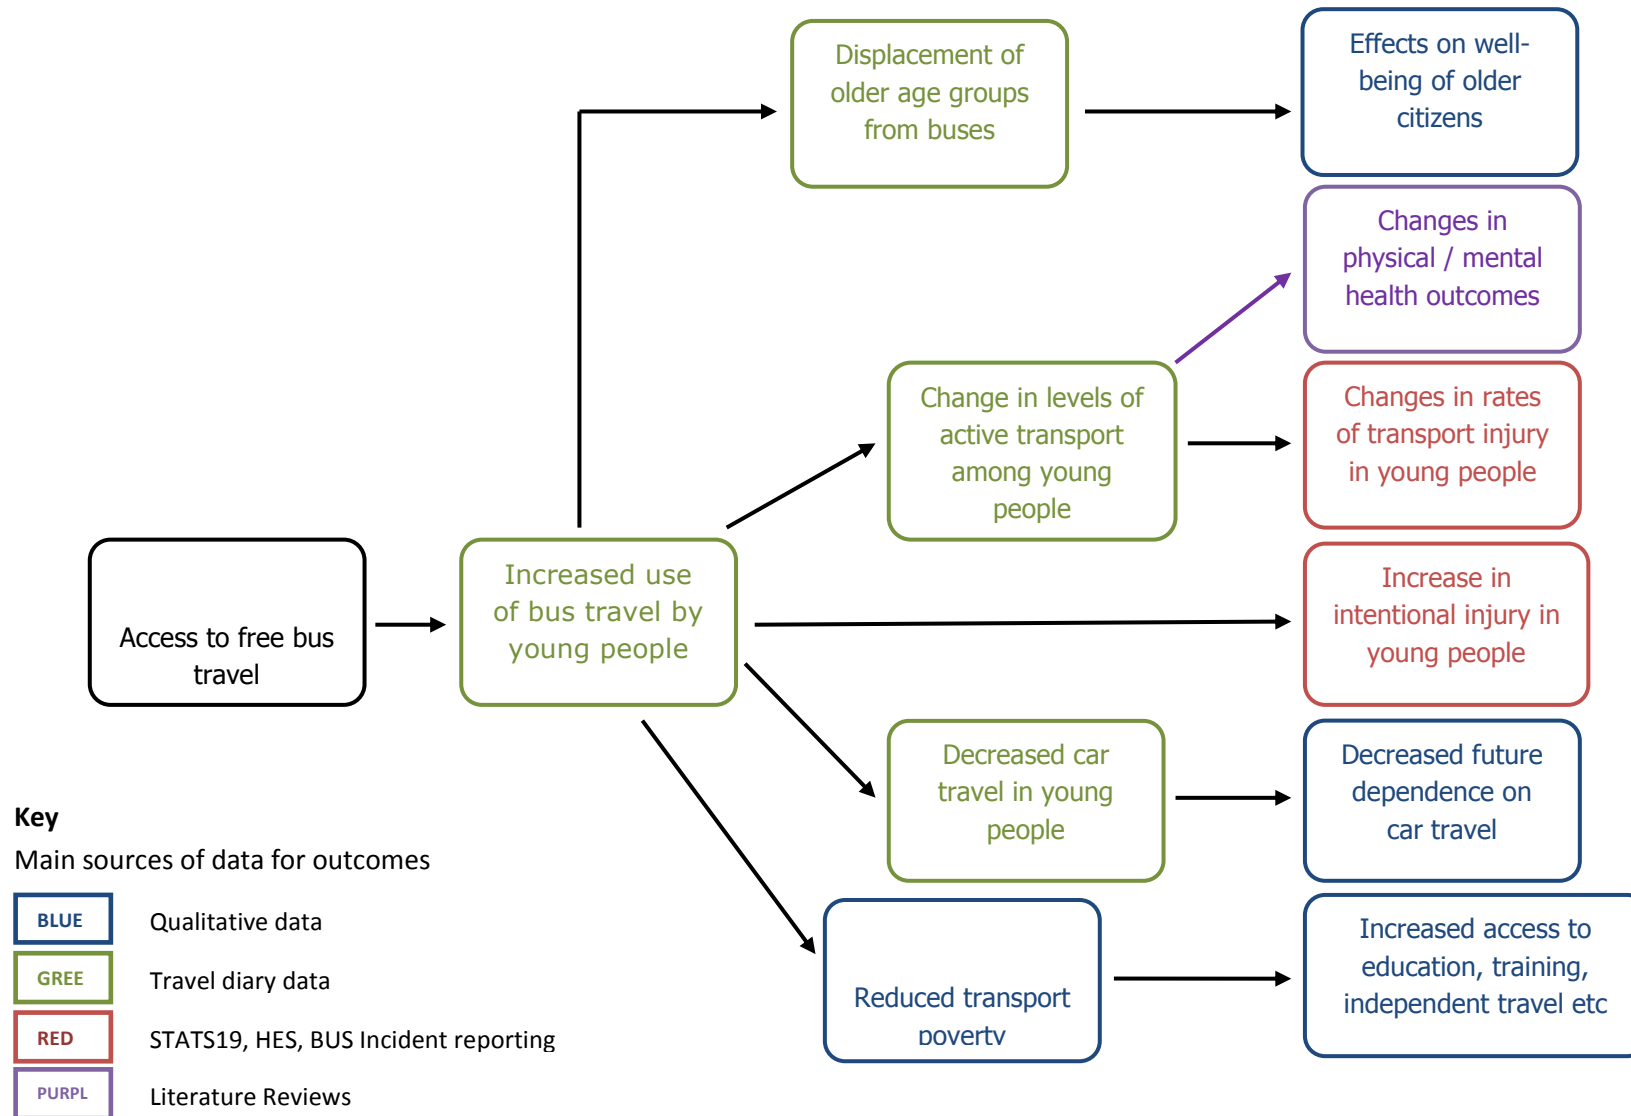 Displacement of
older age groups
from buses
Effects on well-
being of older
citizens
Changes in
physical / mental
health outcomes
Change in levels of
active transport
among young
people
Changes in rates
of transport injury
in young people
Access to free bus
travel
Increased use
of bus travel by
young people
Increase in
intentional injury in
young people
Decreased car
travel in young
people
Decreased future
dependence on
car travel
Reduced transport
poverty
Increased access to
education, training,
independent travel etc
Key
Main sources of data for outcomes
BLUE Qualitative data
GREE Travel diary data
RED STATS19, HES, BUS Incident reporting
PURPL Literature Reviews